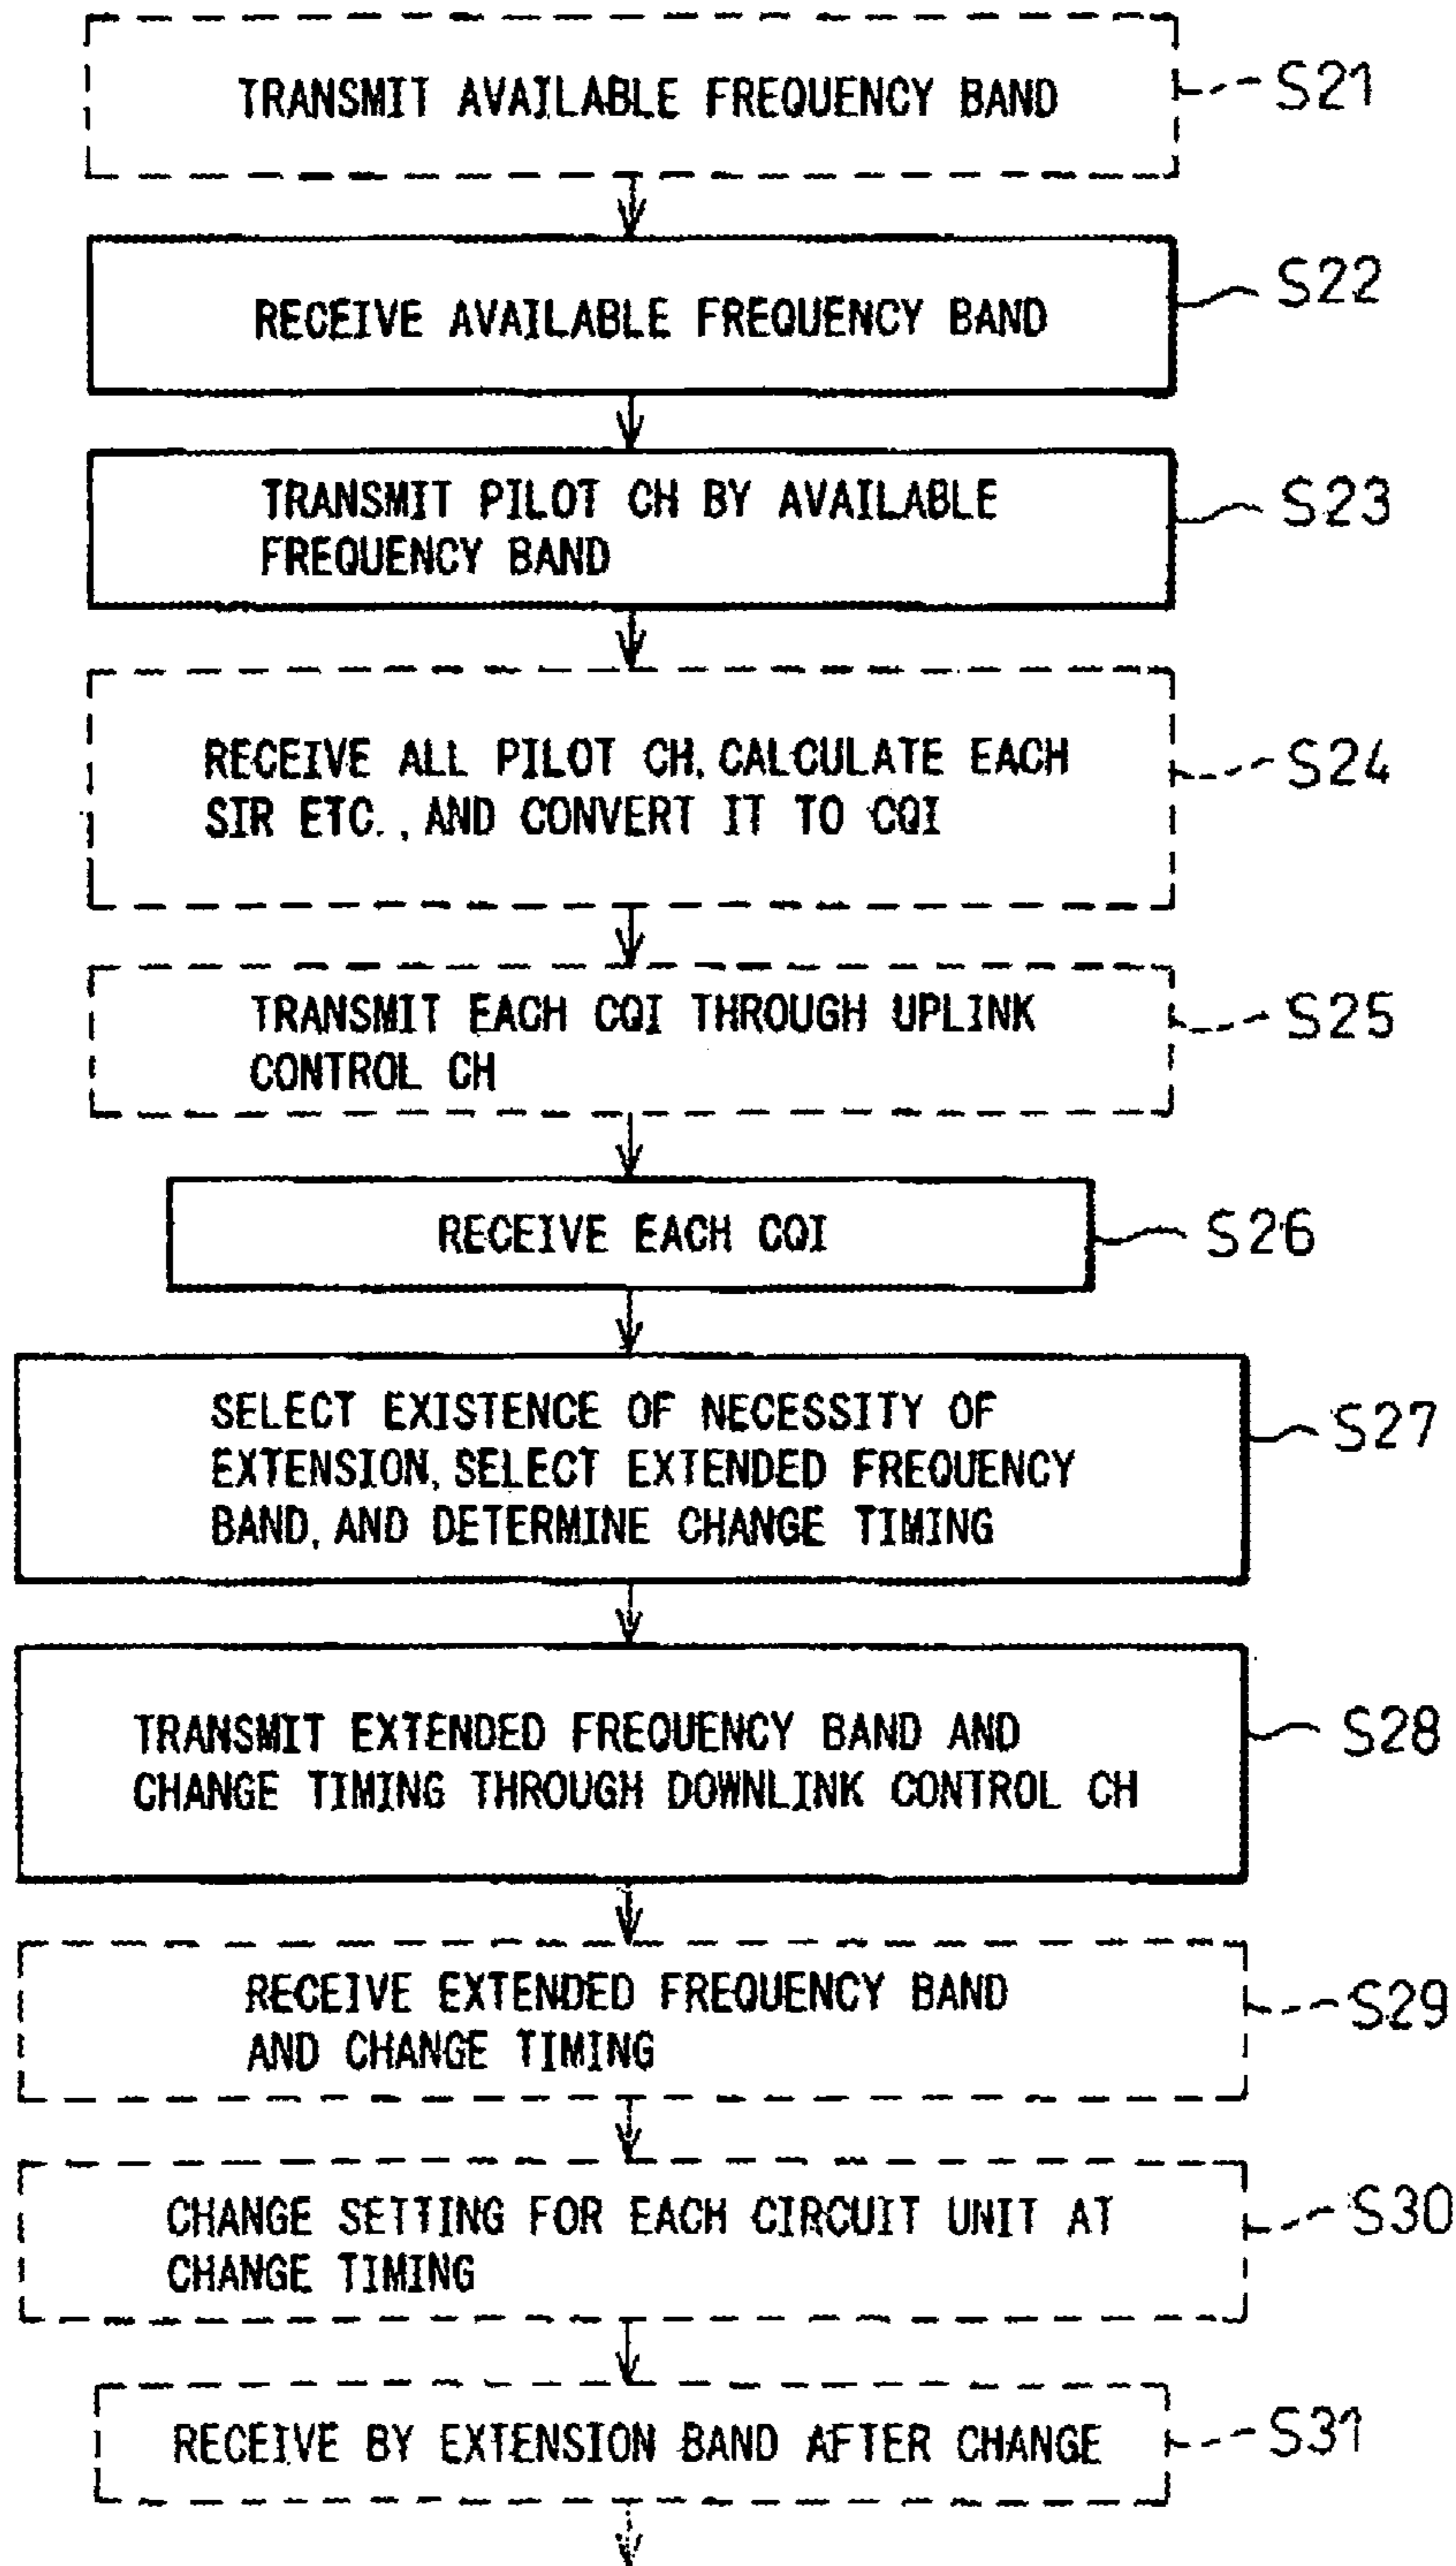 TRANSMIT AVAILABLE FREQUENCY BAND
S21
RECEIVE AVAILABLE FREQUENCY BAND
S22
TRANSMIT PILOT CH BY AVAILABLE
FREQUENCY BAND
S23
RECEIVE ALL PILOT CH, CALCULATE EACH
SIR ETC., AND CONVERT IT TO CQI
S24
TRANSMIT EACH CQI THROUGH UPLINK
CONTROL CH
S25
RECEIVE EACH CQI
S26
SELECT EXISTENCE OF NECESSITY OF
EXTENSION, SELECT EXTENDED FREQUENCY
BAND, AND DETERMINE CHANGE TIMING
S27
TRANSMIT EXTENDED FREQUENCY BAND AND
CHANGE TIMING THROUGH DOWNLINK CONTROL CH
S28
RECEIVE EXTENDED FREQUENCY BAND
AND CHANGE TIMING
S29
CHANGE SETTING FOR EACH CIRCUIT UNIT AT
CHANGE TIMING
S30
RECEIVE BY EXTENSION BAND AFTER CHANGE
S31